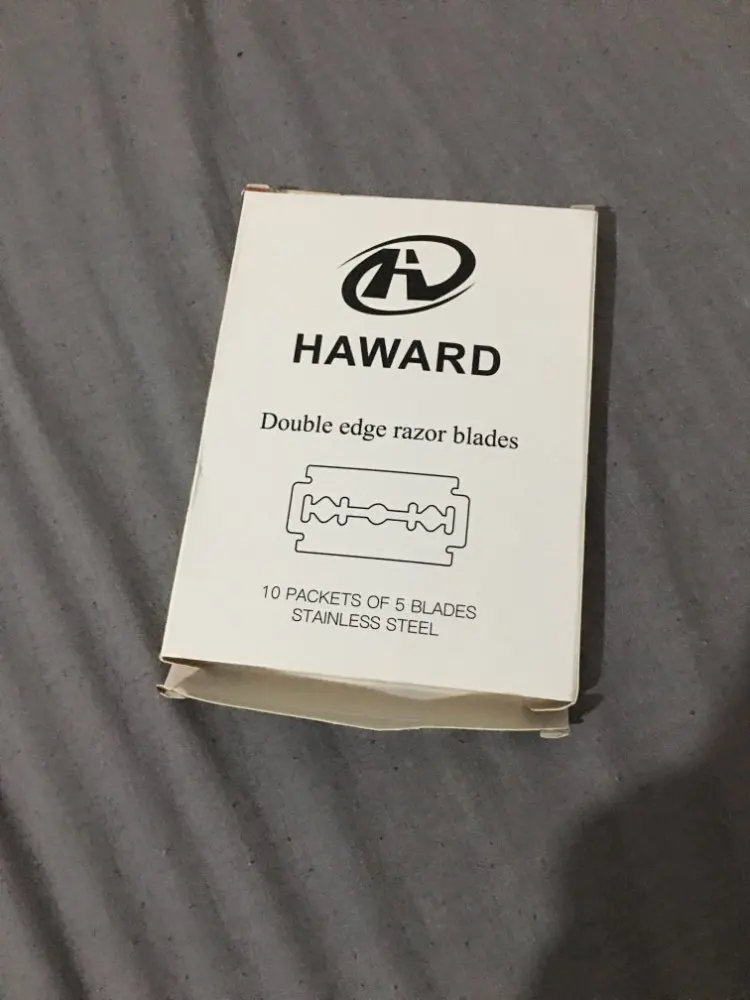 HAWARD
Double edge razor blades
10 PACKETS OF 5 BLADES
STAINLESS STEEL